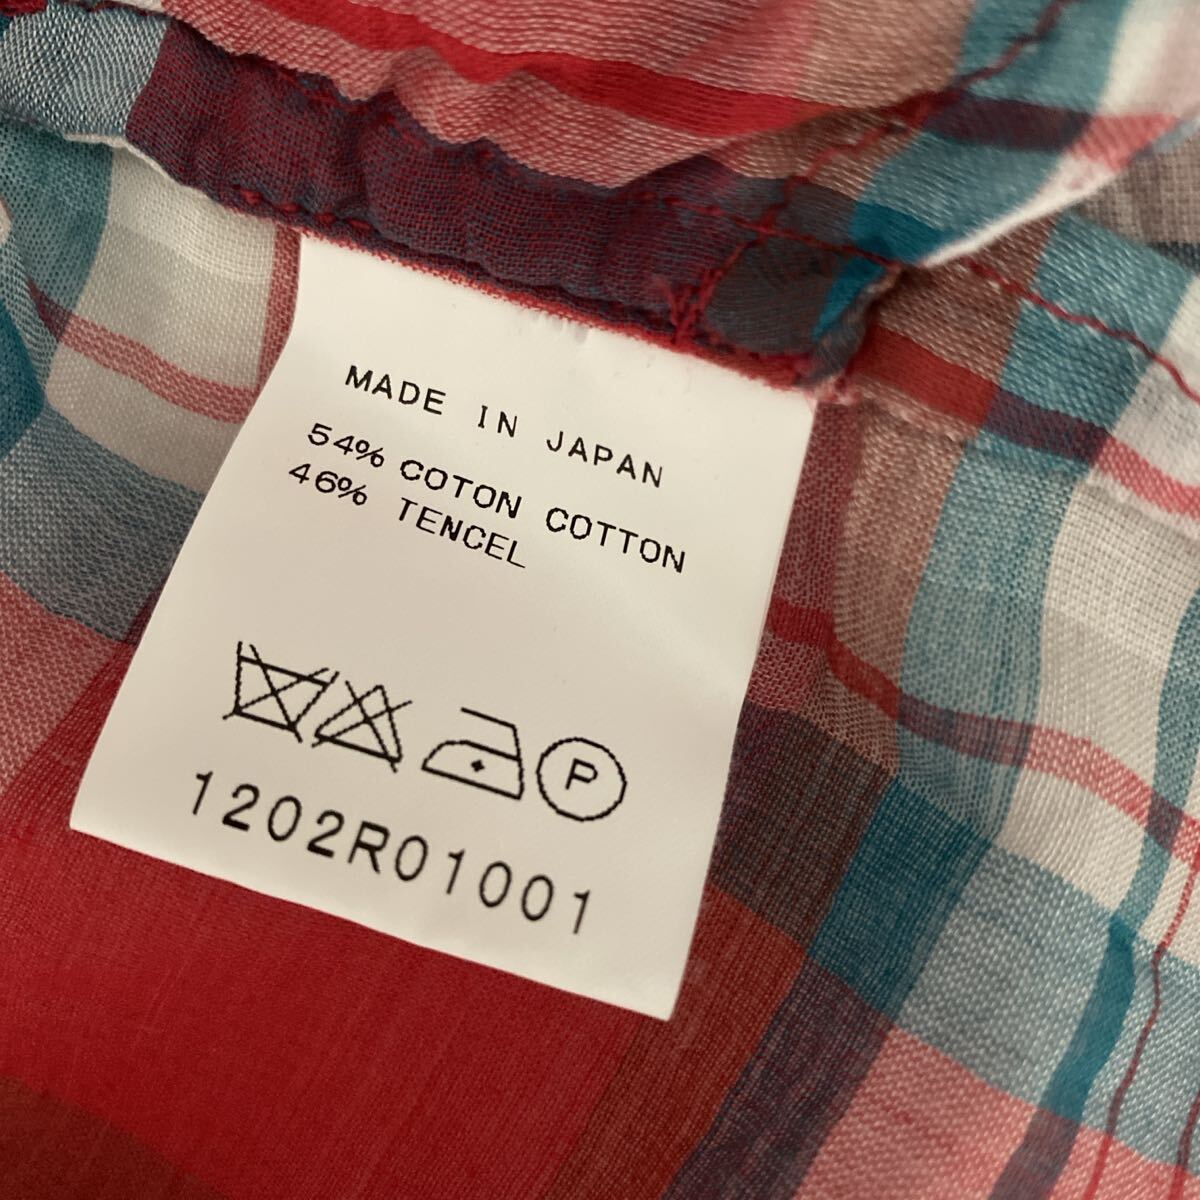 MADE IN JAPAN
54% COTON COTTON
46% TENCEL
P
1202R01001